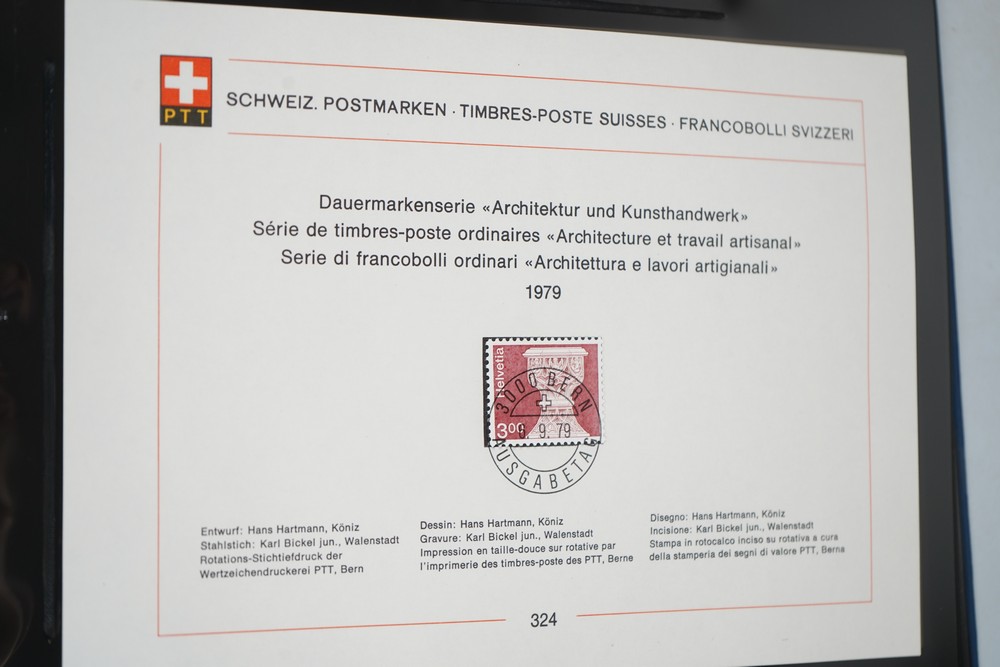 PTT
SCHWEIZ. POSTMARKEN · TIMBRES-POSTE SUISSES · FRANCOBOLLI SVIZZERI
Dauermarkenserie «Architektur und Kunsthandwerk»
Série de timbres-poste ordinaires «Architecture et travail artisanal»
Serie di francobolli ordinari «Architettura e lavori artigianali»
1979
Helvetia
3000 BERN
9.79
300
AUSGABETAG
Entwurf: Hans Hartmann, Köniz
Stahlstich: Karl Bickel jun., Walenstadt
Rotations-Stichtiefdruck der
Wertzeichendruckerei PTT, Bern
Dessin: Hans Hartmann, Köniz
Gravure: Karl Bickel jun., Walenstadt
Impression en taille-douce sur rotative par
l'imprimerie des timbres-poste des PTT, Berne
Disegno: Hans Hartmann, Köniz
Incisione: Karl Bickel jun., Walenstadt
Stampa in rotocalco inciso su rotativa a cura
della stamperia dei segni di valore PTT, Berna
324